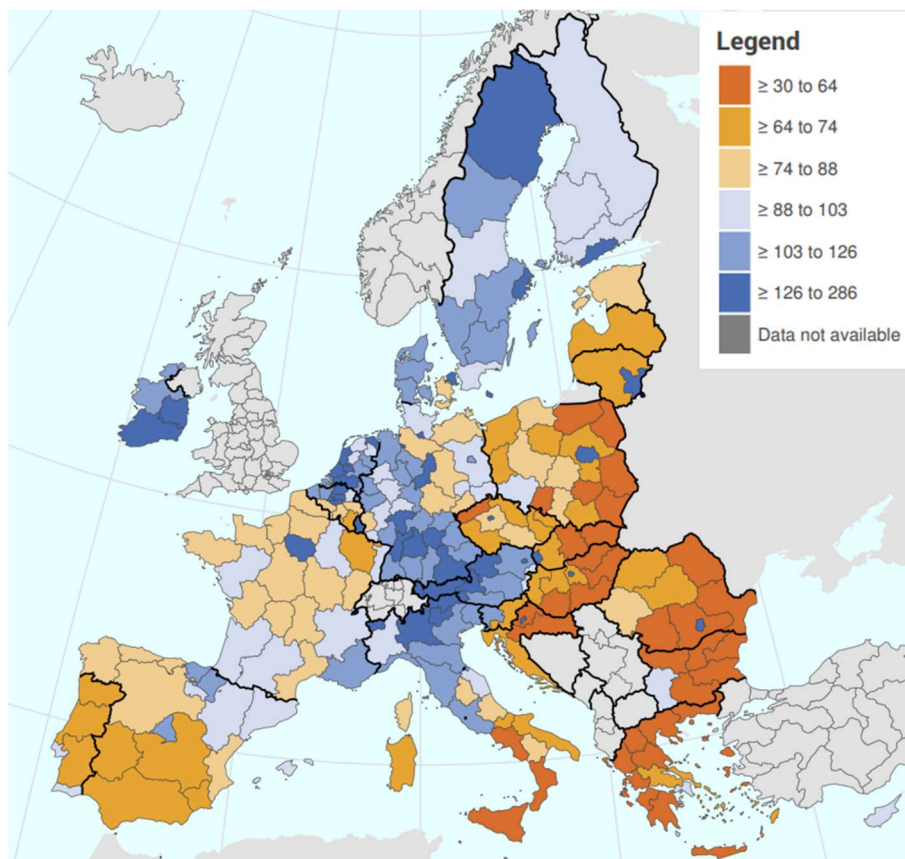 Legend
≥ 30 to 64
≥ 64 to 74
≥ 74 to 88
≥ 88 to 103
≥ 103 to 126
≥ 126 to 286
Data not available